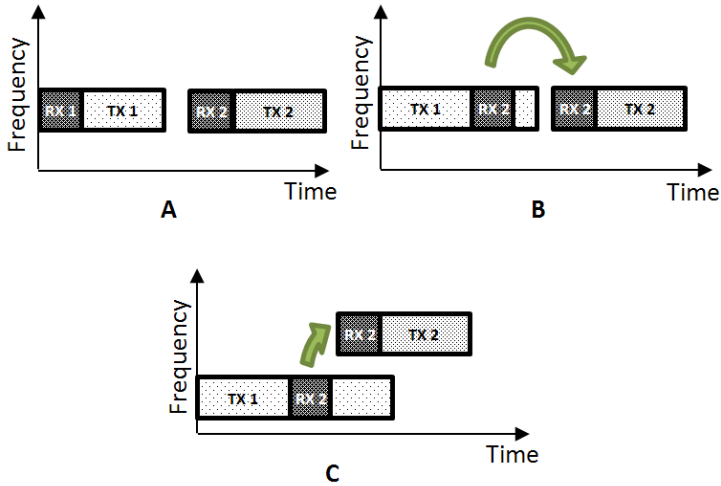 Frequency
RX 1 TX 1 RX 2 TX 2
Time
A
Frequency
TX 1 RX 2 RX 2 TX 2
Time
B
Frequency
RX 2 TX 2
TX 1 RX 2
Time
C